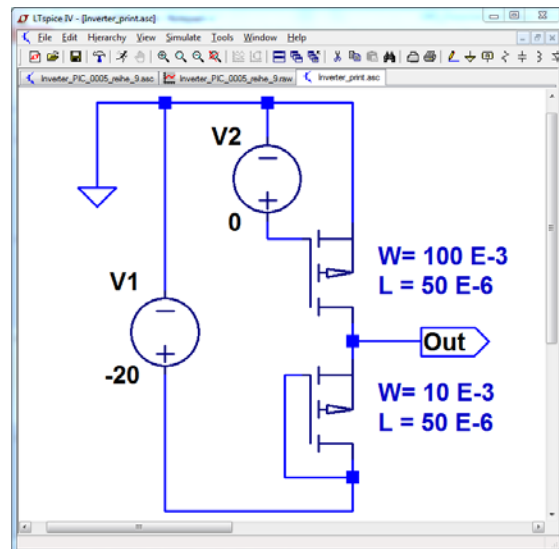 LTspice IV - [Inverter_print.asc]
File Edit Hierarchy View Simulate Tools Window Help
Inverter_PIC_0005_reihe_9.asc Inverter_PIC_0005_reihe_9.raw Inverter_print.asc
V2
0
W= 100 E-3
L = 50 E-6
V1
-20
Out
W= 10 E-3
L = 50 E-6